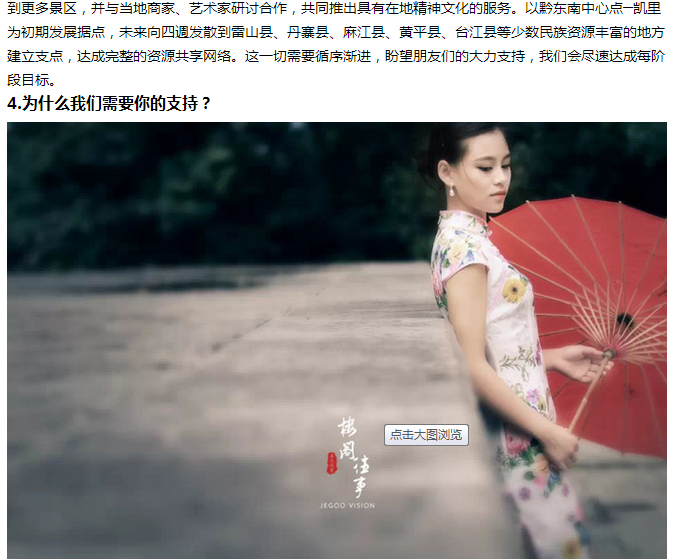 到更多景区，并与当地商家、艺术家研讨合作，共同推出具有在地精神文化的服务。以黔东南中心点--凯里
为初期发展据点，未来向四週发散到雷山县、丹寨县、麻江县、黄平县、台江县等少数民族资源丰富的地方
建立支点，达成完整的资源共享网络。这一切需要循序渐进，盼望朋友们的大力支持，我们会尽速达成每阶
段目标。
4.为什么我们需要你的支持？
楼阁往事
点击大图浏览
JEGOO VISION